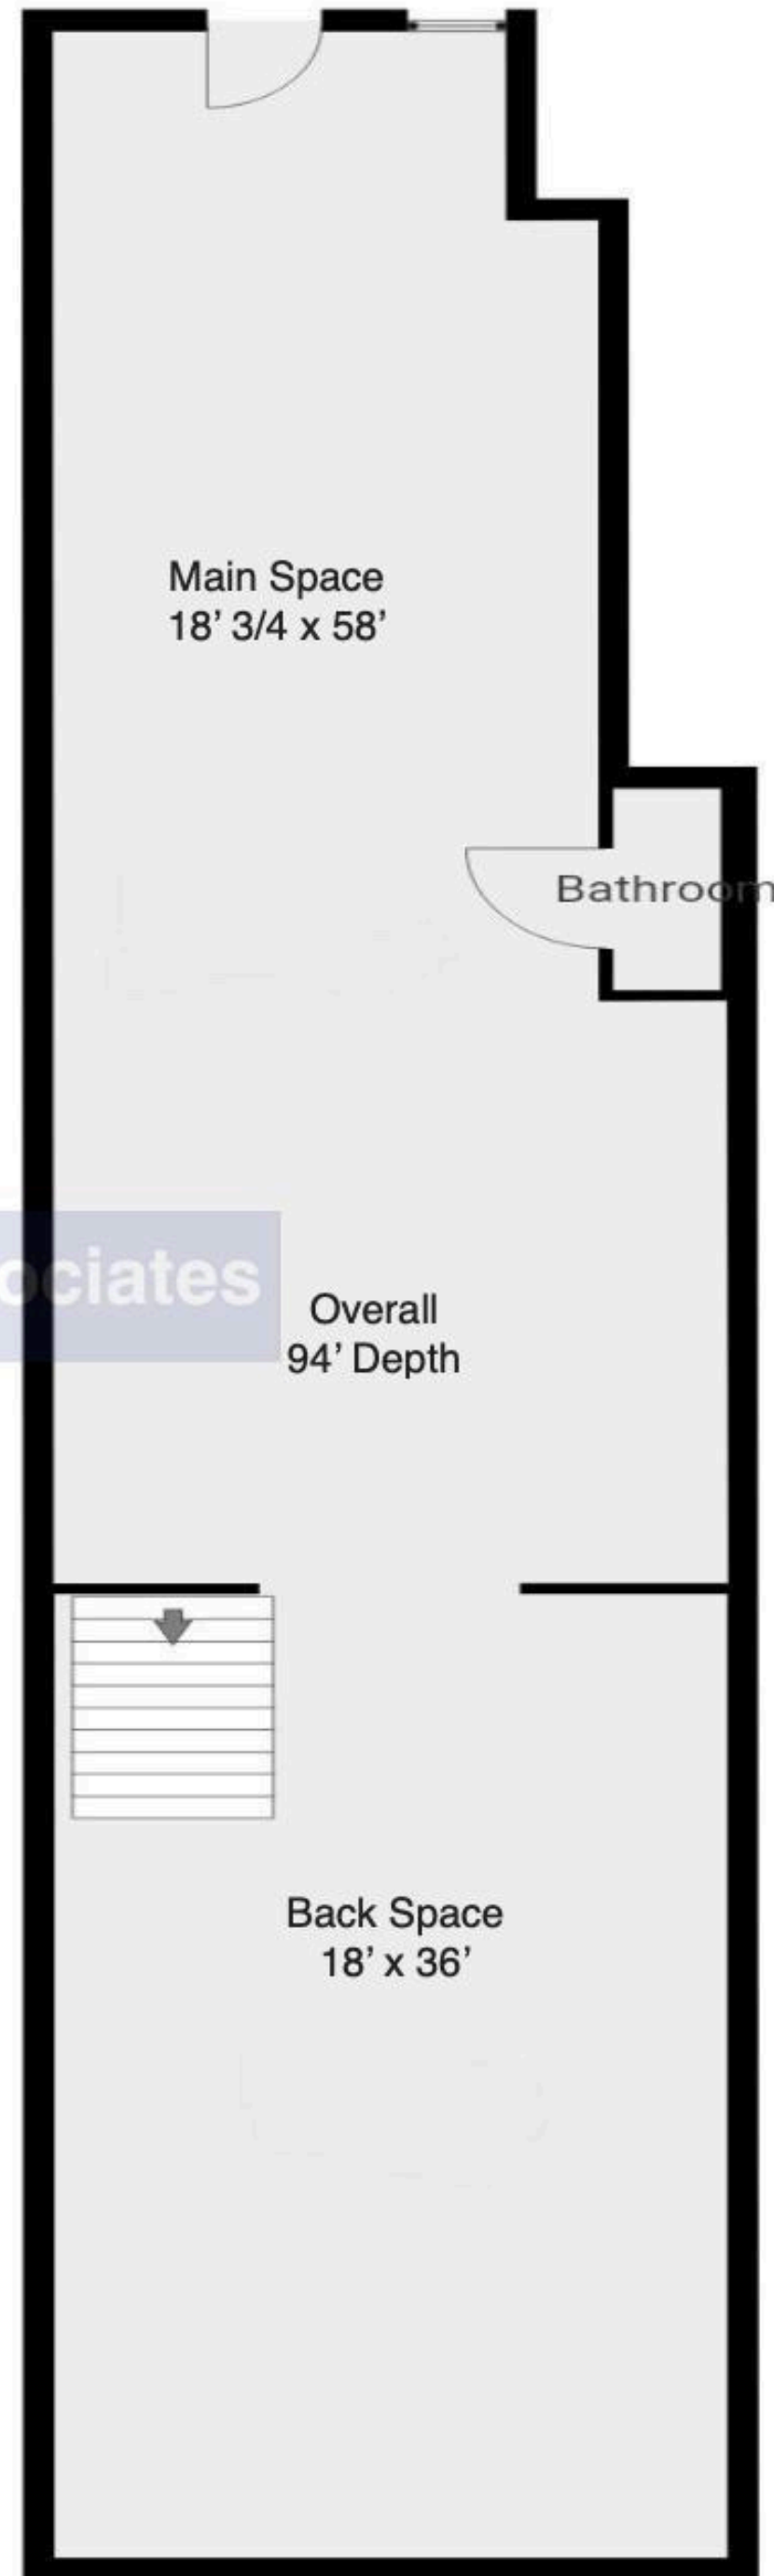 Main Space
18’ 3/4 x 58’
Bathroom
ociates
Overall
94’ Depth
Back Space
18’ x 36’